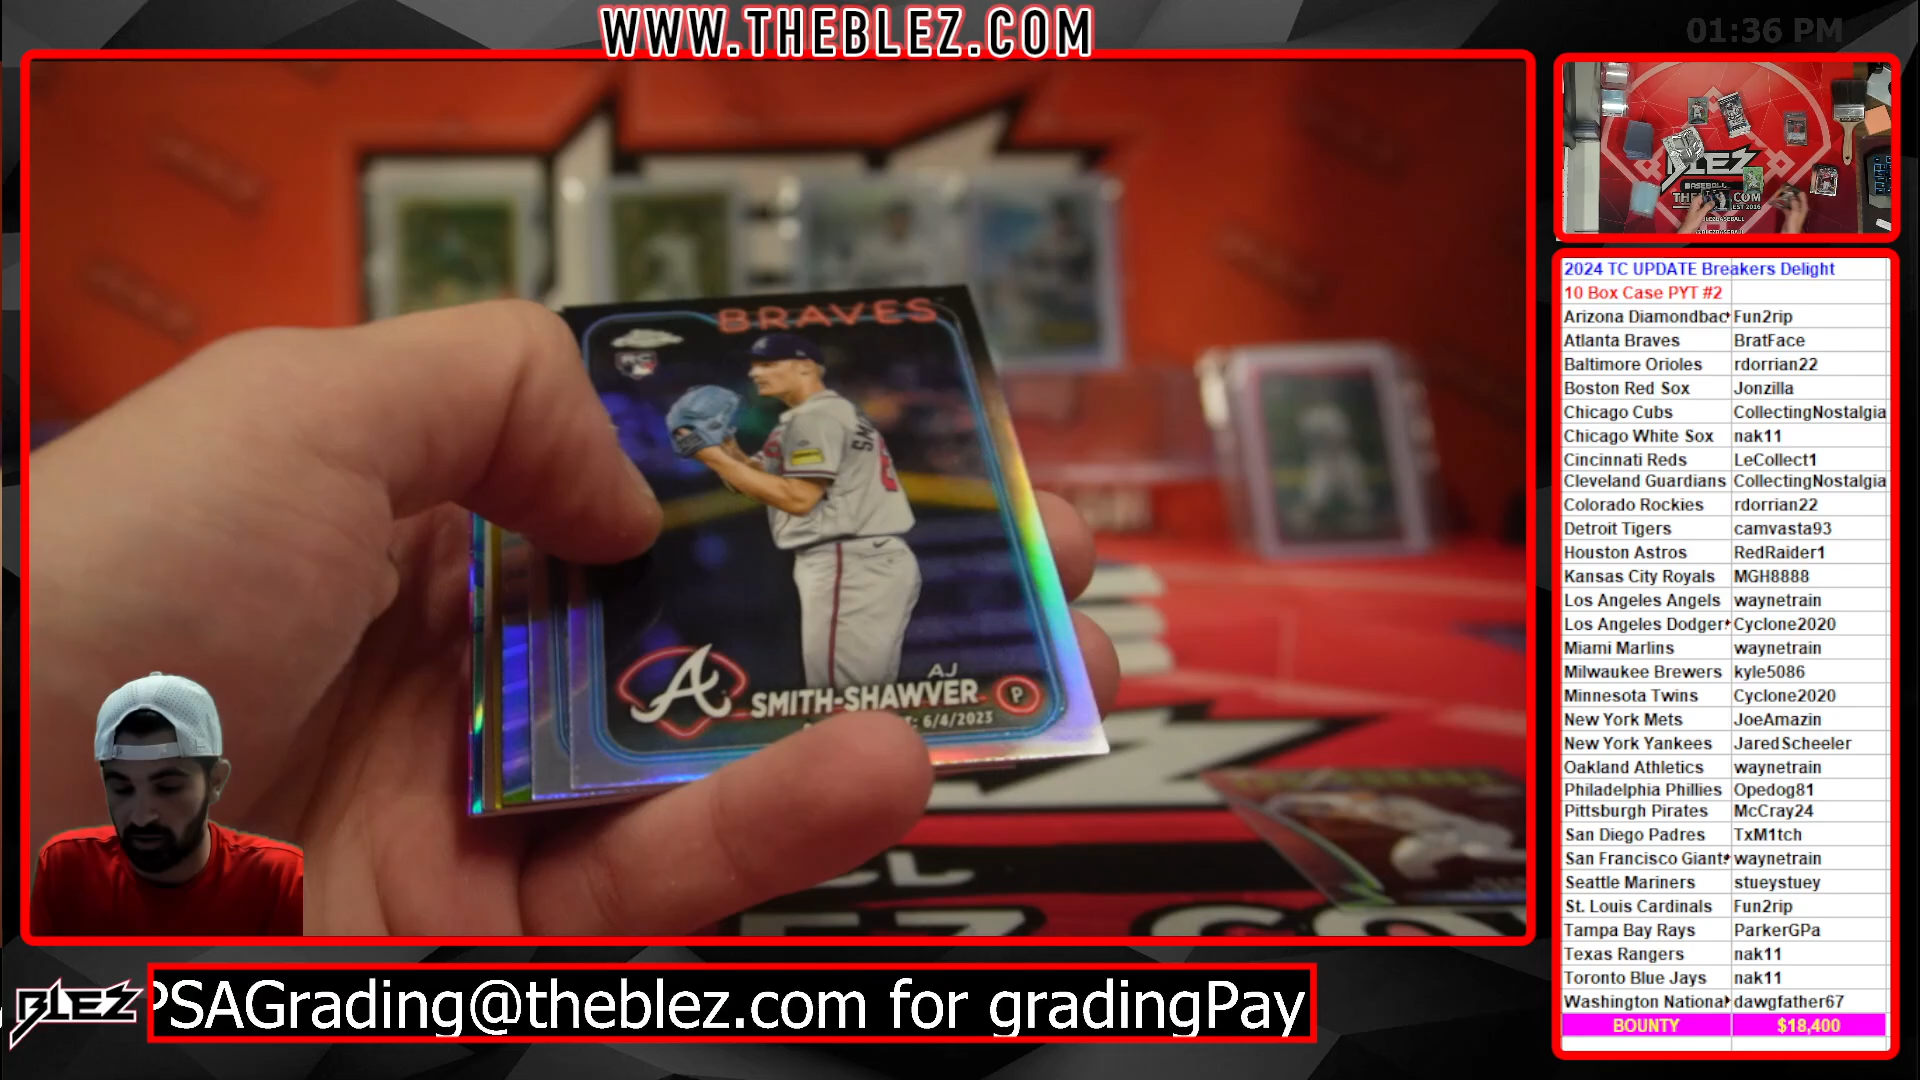 WWW.THEBLEZ.COM
01:36 PM
BRAVES
RC
AJ
SMITH-SHAWVER
P
6/4/2023
BLEZ
BASEBALL
2024 TC UPDATE Breakers Delight
10 Box Case PYT #2
Arizona Diamondbac Fun2rip
Atlanta Braves BratFace
Baltimore Orioles rdorrian22
Boston Red Sox Jonzilla
Chicago Cubs CollectingNostalgia
Chicago White Sox nak11
Cincinnati Reds LeCollect1
Cleveland Guardians CollectingNostalgia
Colorado Rockies rdorrian22
Detroit Tigers camvasta93
Houston Astros RedRaider1
Kansas City Royals MGH8888
Los Angeles Angels waynetrain
Los Angeles Dodger Cyclone2020
Miami Marlins waynetrain
Milwaukee Brewers kyle5086
Minnesota Twins Cyclone2020
New York Mets JoeAmazin
New York Yankees JaredScheeler
Oakland Athletics waynetrain
Philadelphia Phillies Opedog81
Pittsburgh Pirates McCray24
San Diego Padres TxM1tch
San Francisco Giant waynetrain
Seattle Mariners stueystuey
St. Louis Cardinals Fun2rip
Tampa Bay Rays ParkerGPa
Texas Rangers nak11
Toronto Blue Jays nak11
Washington National dawgfather67
BOUNTY $18,400
BLEZ
PSAGrading@theblez.com for gradingPay